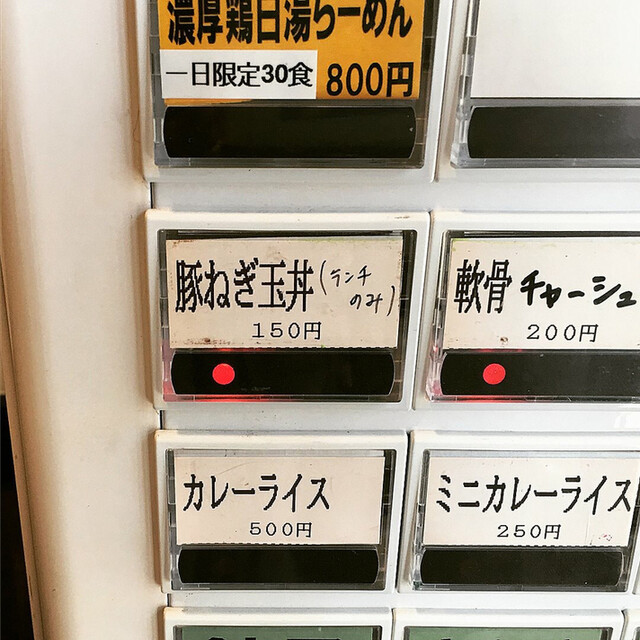 濃厚鶏白湯らーめん
一日限定30食 800円
豚ねぎ玉丼(ランチのみ)
150円
軟骨チャーシュ
200円
カレーライス
500円
ミニカレーライス
250円